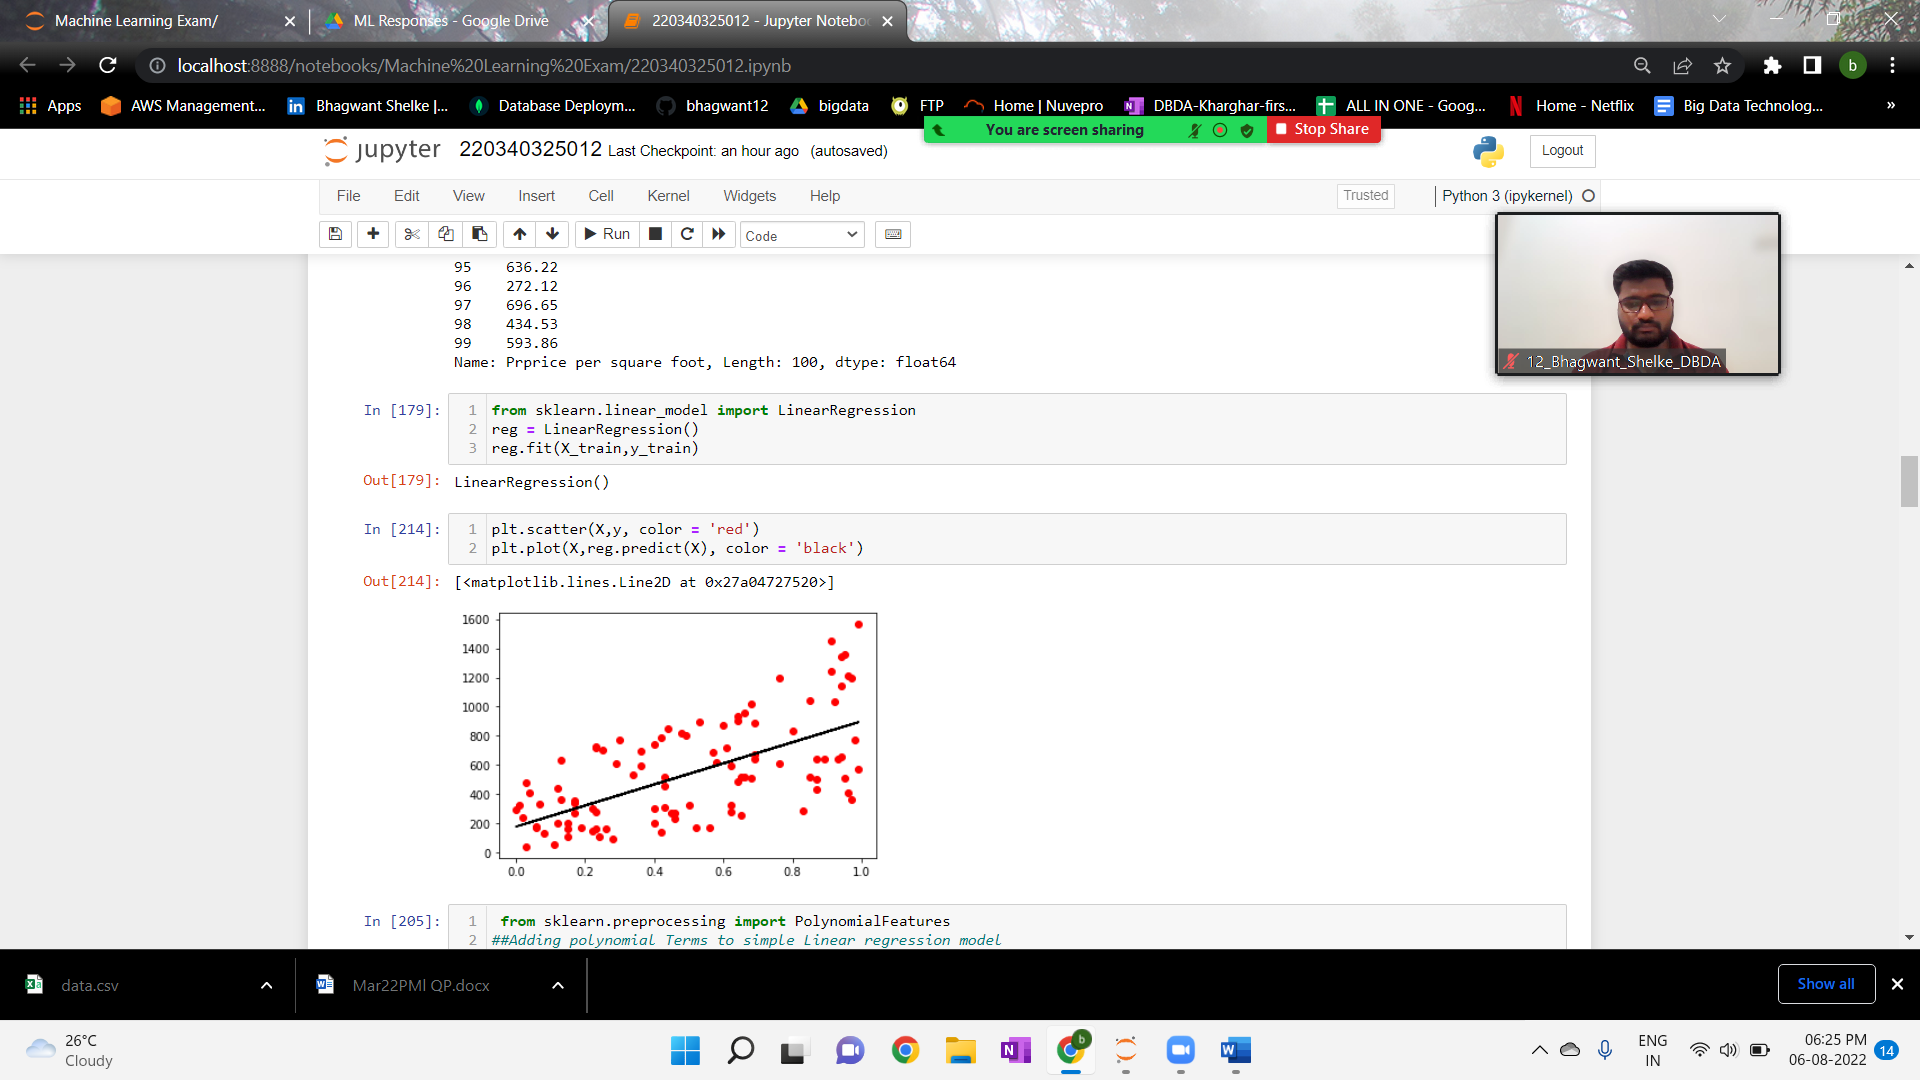 Machine Learning Exam/
ML Responses - Google Drive
220340325012 - Jupyter Notebo
localhost:8888/notebooks/Machine%20Learning%20Exam/220340325012.ipynb
b
Apps
AWS Management...
Bhagwant Shelke |...
Database Deploym...
bhagwant12
bigdata
FTP
Home | Nuvepro
DBDA-Kharghar-firs...
ALL IN ONE - Goog...
Home - Netflix
Big Data Technolog...
»
You are screen sharing
Stop Share
jupyter
220340325012 Last Checkpoint: an hour ago (autosaved)
Logout
File Edit View Insert Cell Kernel Widgets Help
Trusted
Python 3 (ipykernel)
Run
Code
95 636.22
96 272.12
97 696.65
98 434.53
99 593.86
Name: Prprice per square foot, Length: 100, dtype: float64
12_Bhagwant_Shelke_DBDA
In [179]:
1 from sklearn.linear_model import LinearRegression
2 reg = LinearRegression()
3 reg.fit(X_train,y_train)
Out[179]: LinearRegression()
In [214]:
1 plt.scatter(X,y, color = 'red')
2 plt.plot(X,reg.predict(X), color = 'black')
Out[214]: [<matplotlib.lines.Line2D at 0x27a04727520>]
1600
1400
1200
1000
800
600
400
200
0
0.0 0.2 0.4 0.6 0.8 1.0
In [205]:
1 from sklearn.preprocessing import PolynomialFeatures
2 ##Adding polynomial Terms to simple Linear regression model
data.csv
Mar22PMl QP.docx
Show all
26°C
Cloudy
b
ENG
IN
06:25 PM
06-08-2022
14